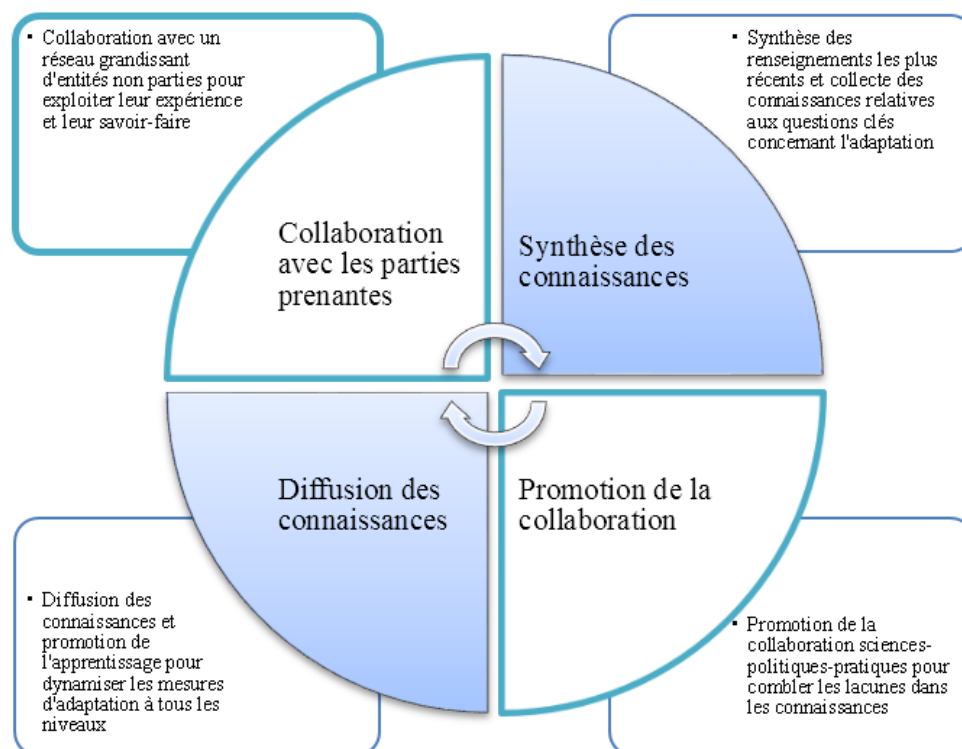 ▪ Collaboration avec un
réseau grandissant
d'entités non parties pour
exploiter leur expérience
et leur savoir-faire
▪ Synthèse des
renseignements les plus
récents et collecte des
connaissances relatives
aux questions clés
concernant l'adaptation
Collaboration
avec les parties
prenantes
Synthèse des
connaissances
Diffusion des
connaissances
Promotion de la
collaboration
▪ Diffusion des
connaissances et
promotion de
l'apprentissage pour
dynamiser les mesures
d'adaptation à tous les
niveaux
▪ Promotion de la
collaboration sciences-
politiques-pratiques pour
combler les lacunes dans
les connaissances